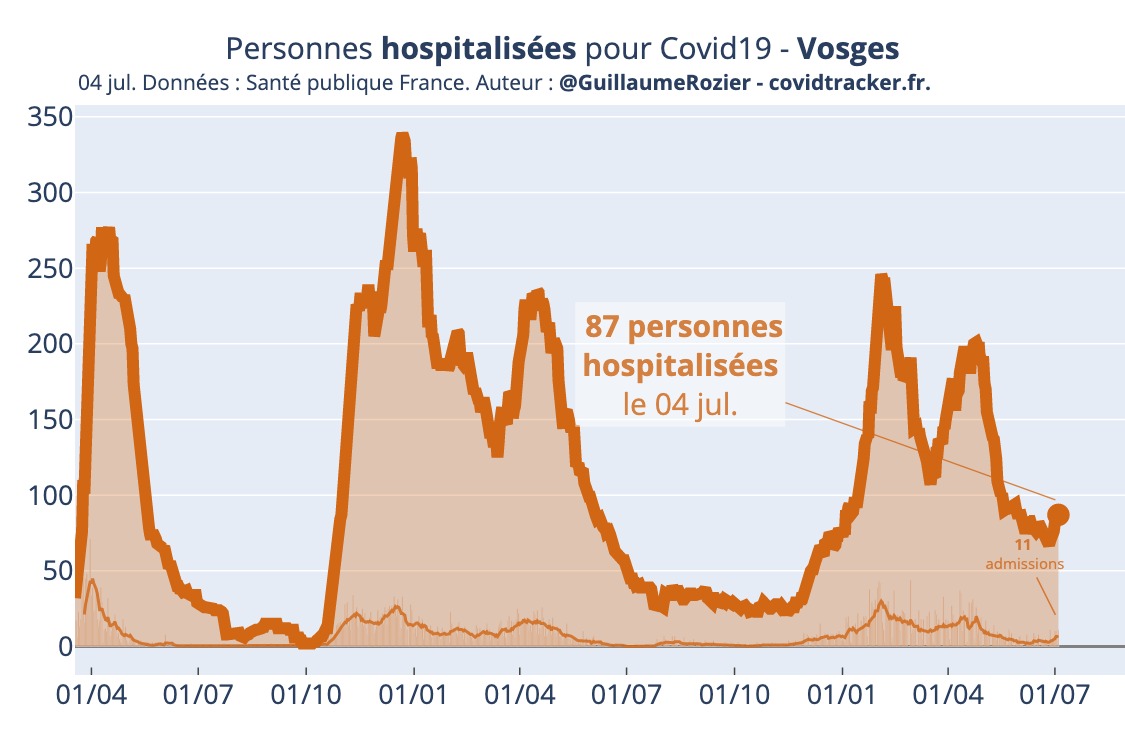 Personnes hospitalisées pour Covid19 - Vosges
04 jul. Données : Santé publique France. Auteur : @GuillaumeRozier - covidtracker.fr.
350
300
250
200
150
100
50
0
87 personnes
hospitalisées
le 04 jul.
11
admissions
01/04 01/07 01/10 01/01 01/04 01/07 01/10 01/01 01/04 01/07